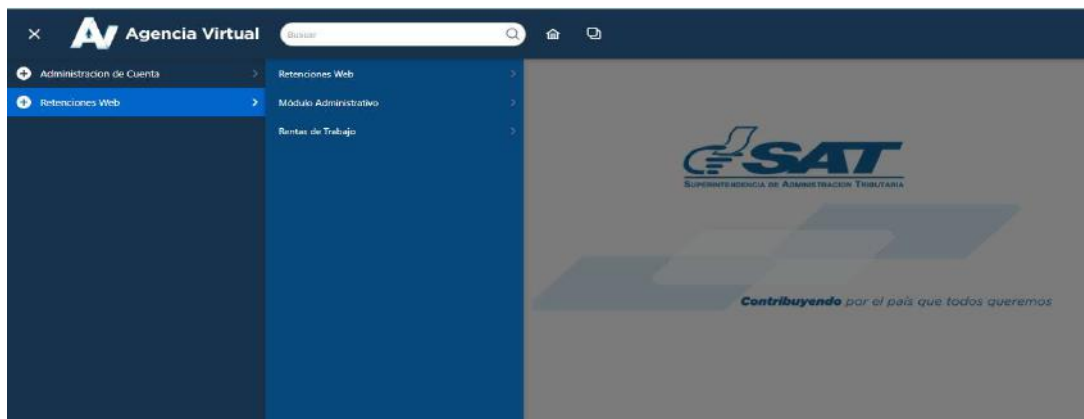 Agencia Virtual
Buscar
Administracion de Cuenta
Retenciones Web
Retenciones Web
Módulo Administrativo
Rentas de Trabajo
SAT
SUPERINTENDENCIA DE ADMINISTRACION TRIBUTARIA
Contribuyendo por el país que todos queremos